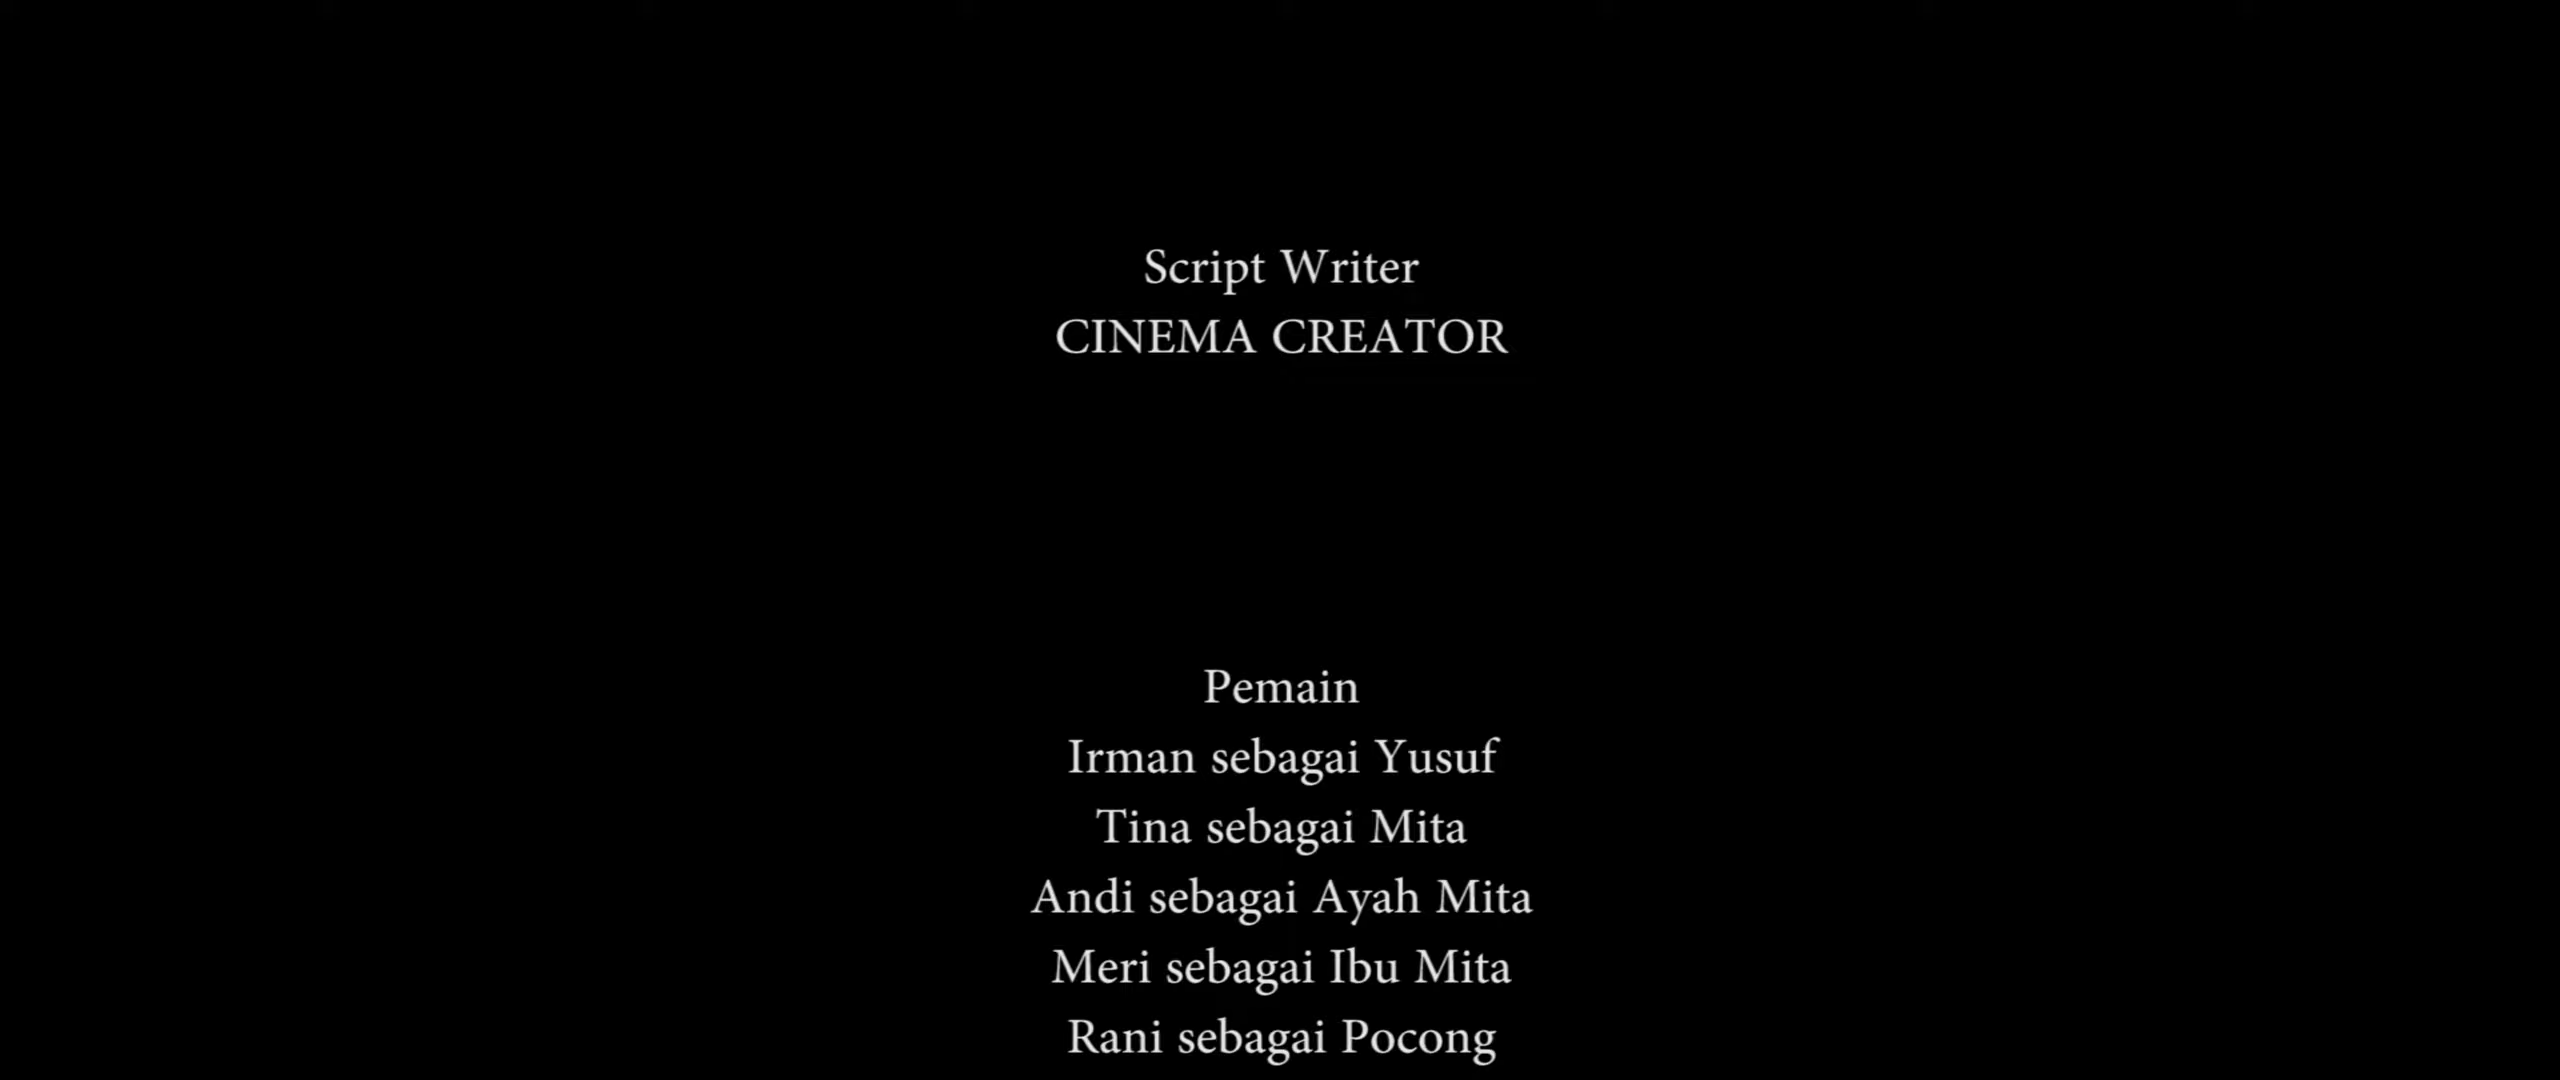 Script Writer
CINEMA CREATOR
Pemain
Irman sebagai Yusuf
Tina sebagai Mita
Andi sebagai Ayah Mita
Meri sebagai Ibu Mita
Rani sebagai Pocong